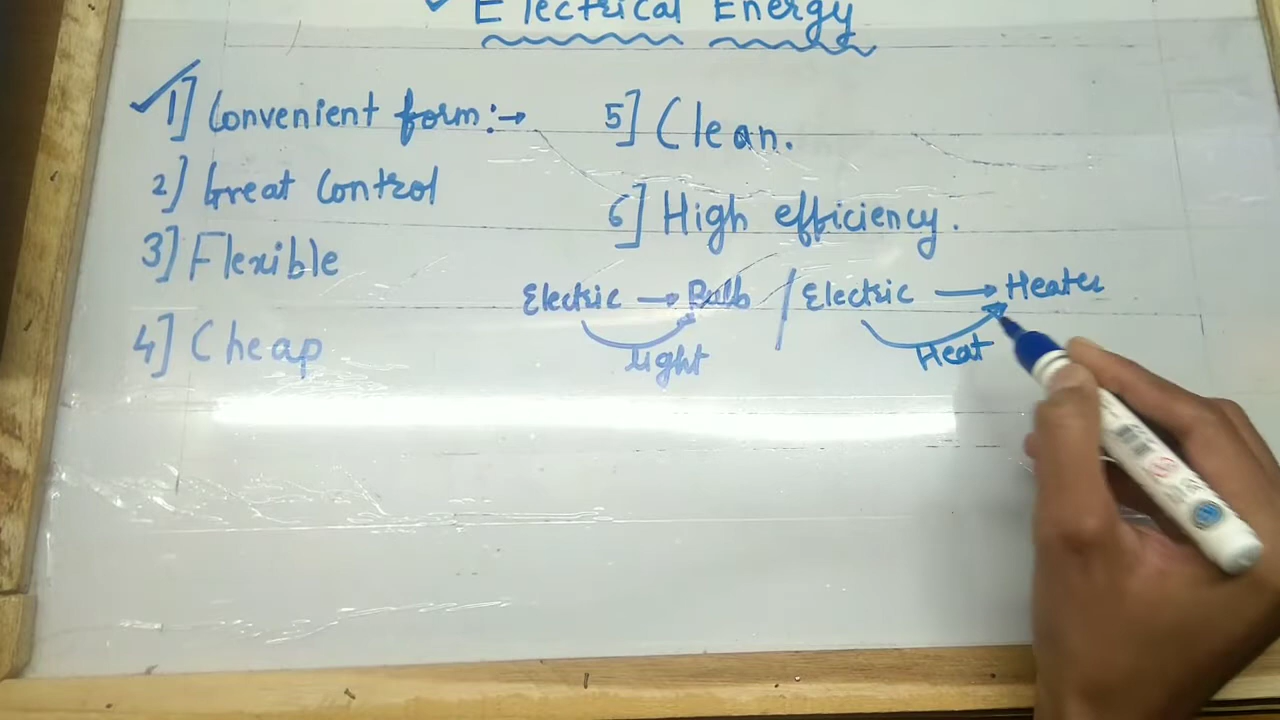 Electrical Energy
1] Convenient form:→
2] Great Control
3] Flexible
4] Cheap
5] Clean.
6] High efficiency.
Electric → Bulb / Electric → Heater
Light Heat